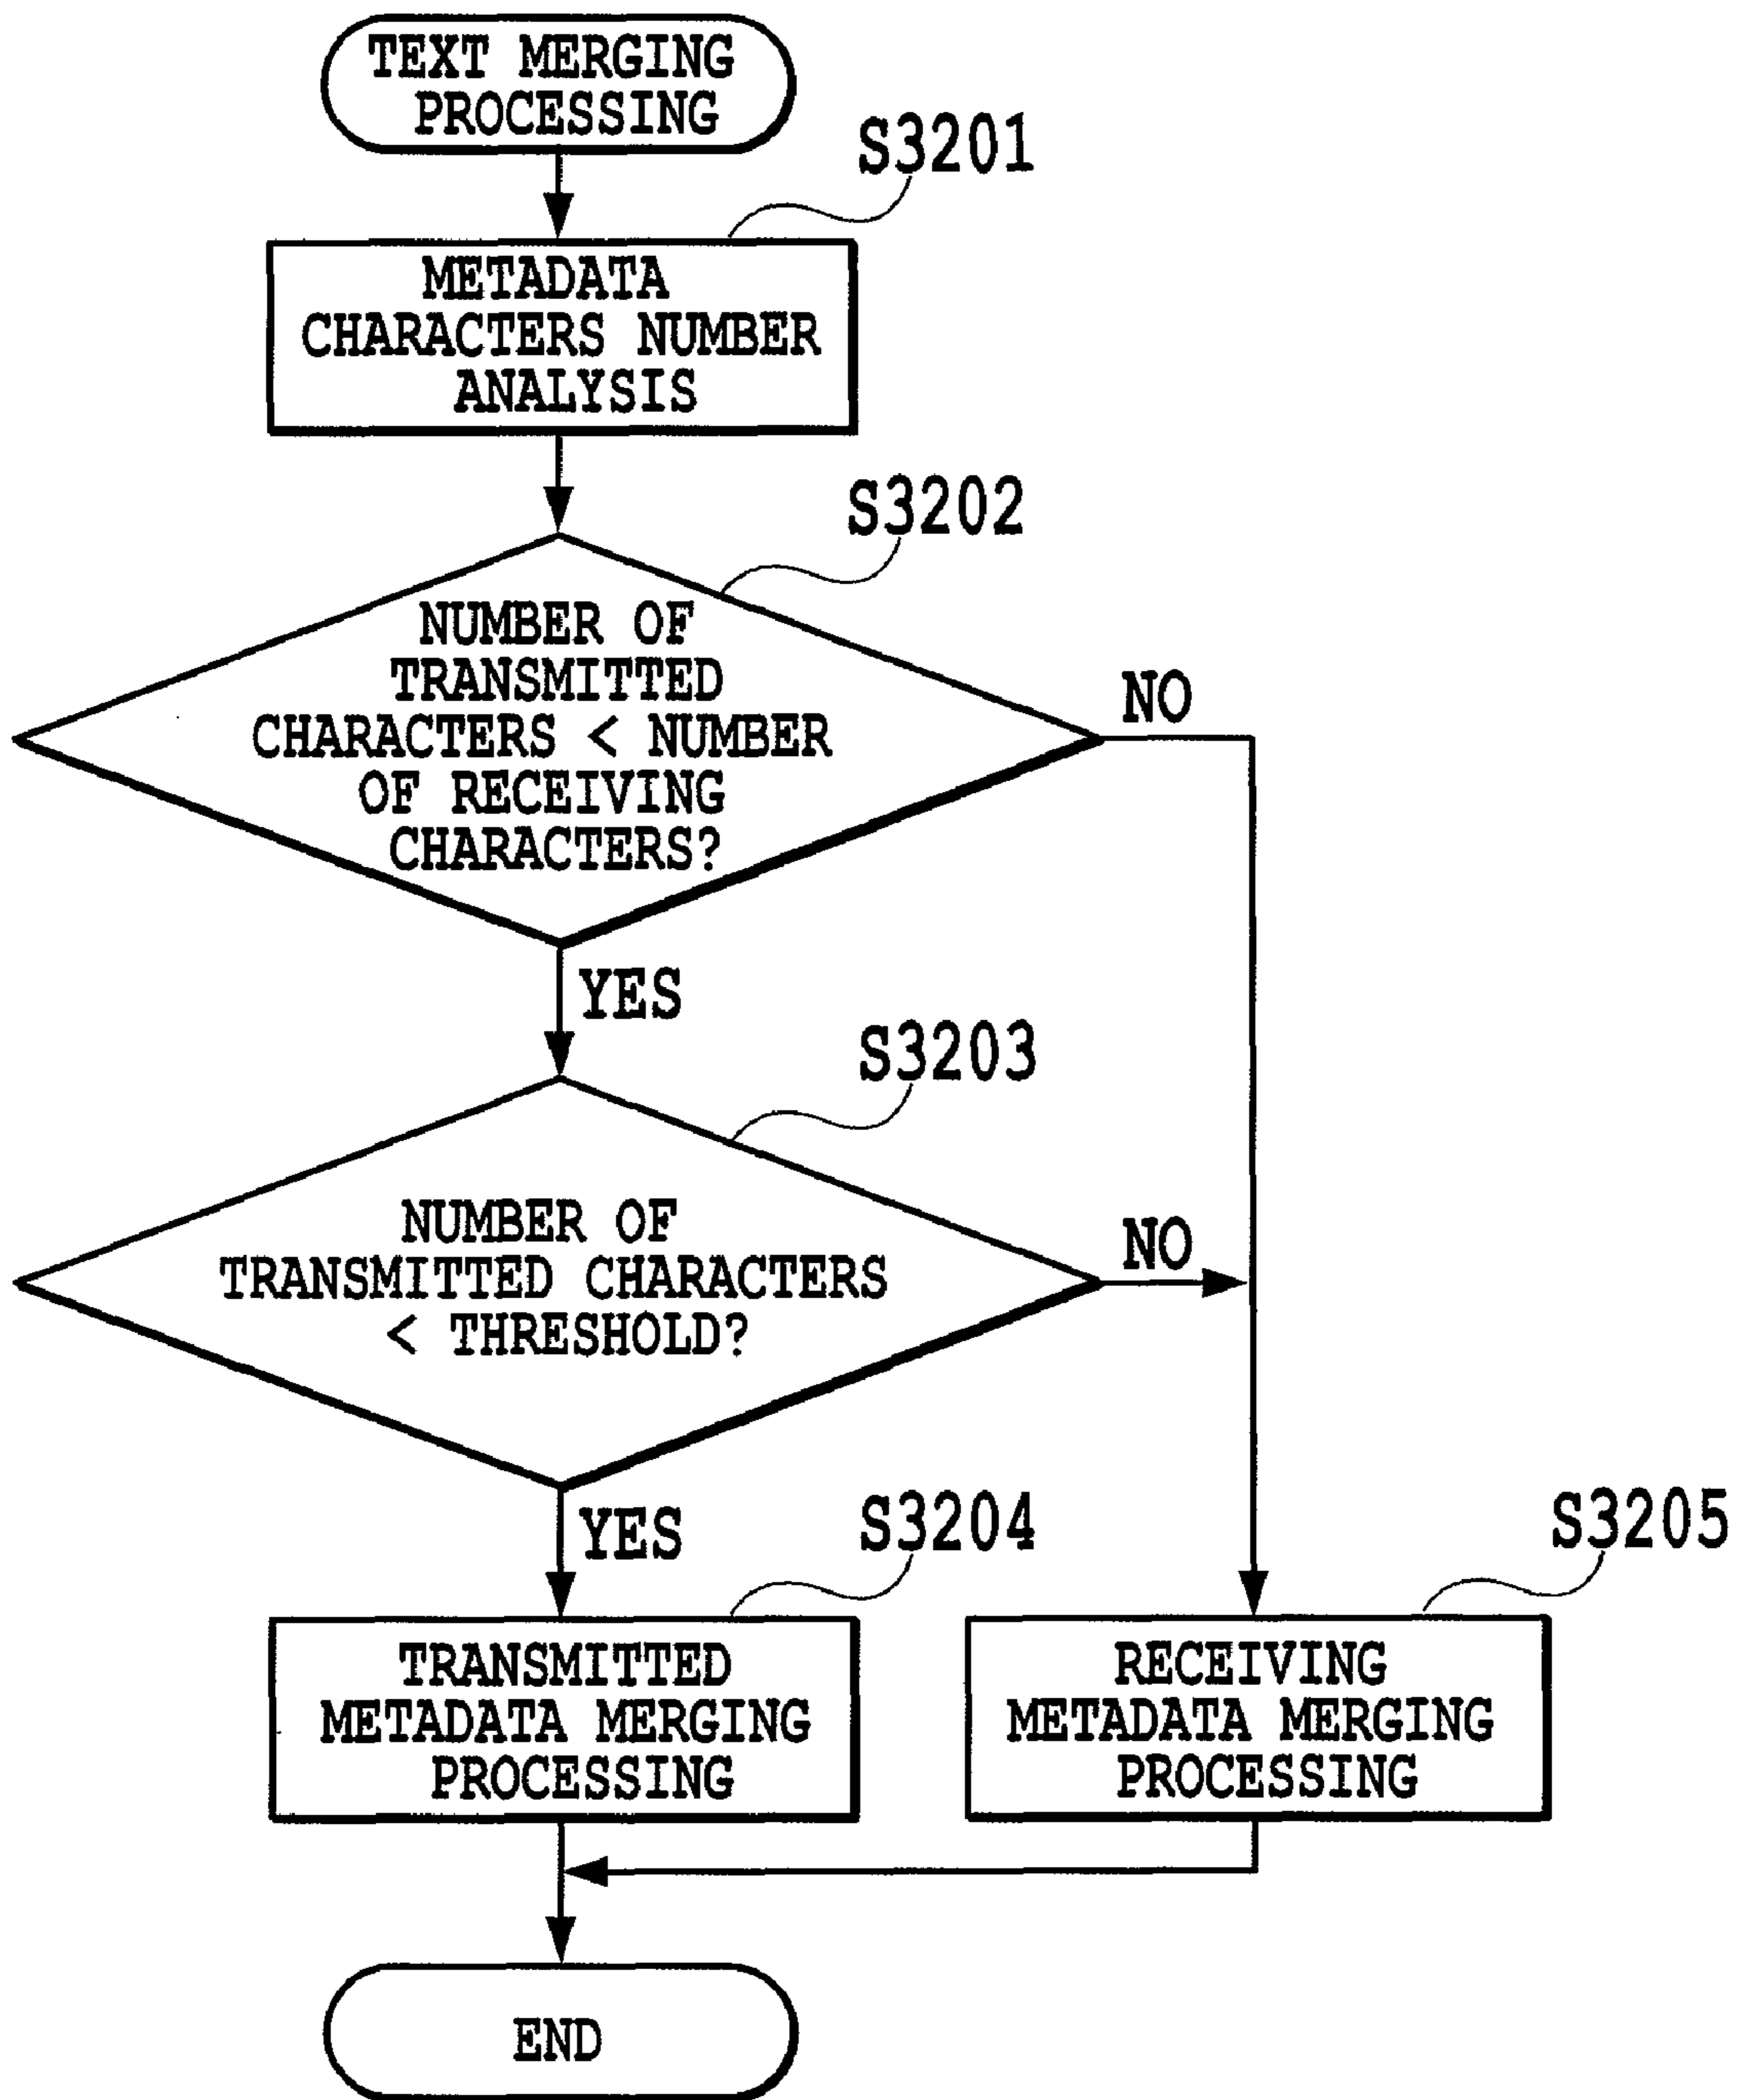 TEXT MERGING
PROCESSING
S3201
METADATA
CHARACTERS NUMBER
ANALYSIS
S3202
NUMBER OF
TRANSMITTED
CHARACTERS < NUMBER
OF RECEIVING
CHARACTERS?
NO
YES
S3203
NUMBER OF
TRANSMITTED CHARACTERS
< THRESHOLD?
NO
YES
S3204
TRANSMITTED
METADATA MERGING
PROCESSING
S3205
RECEIVING
METADATA MERGING
PROCESSING
END